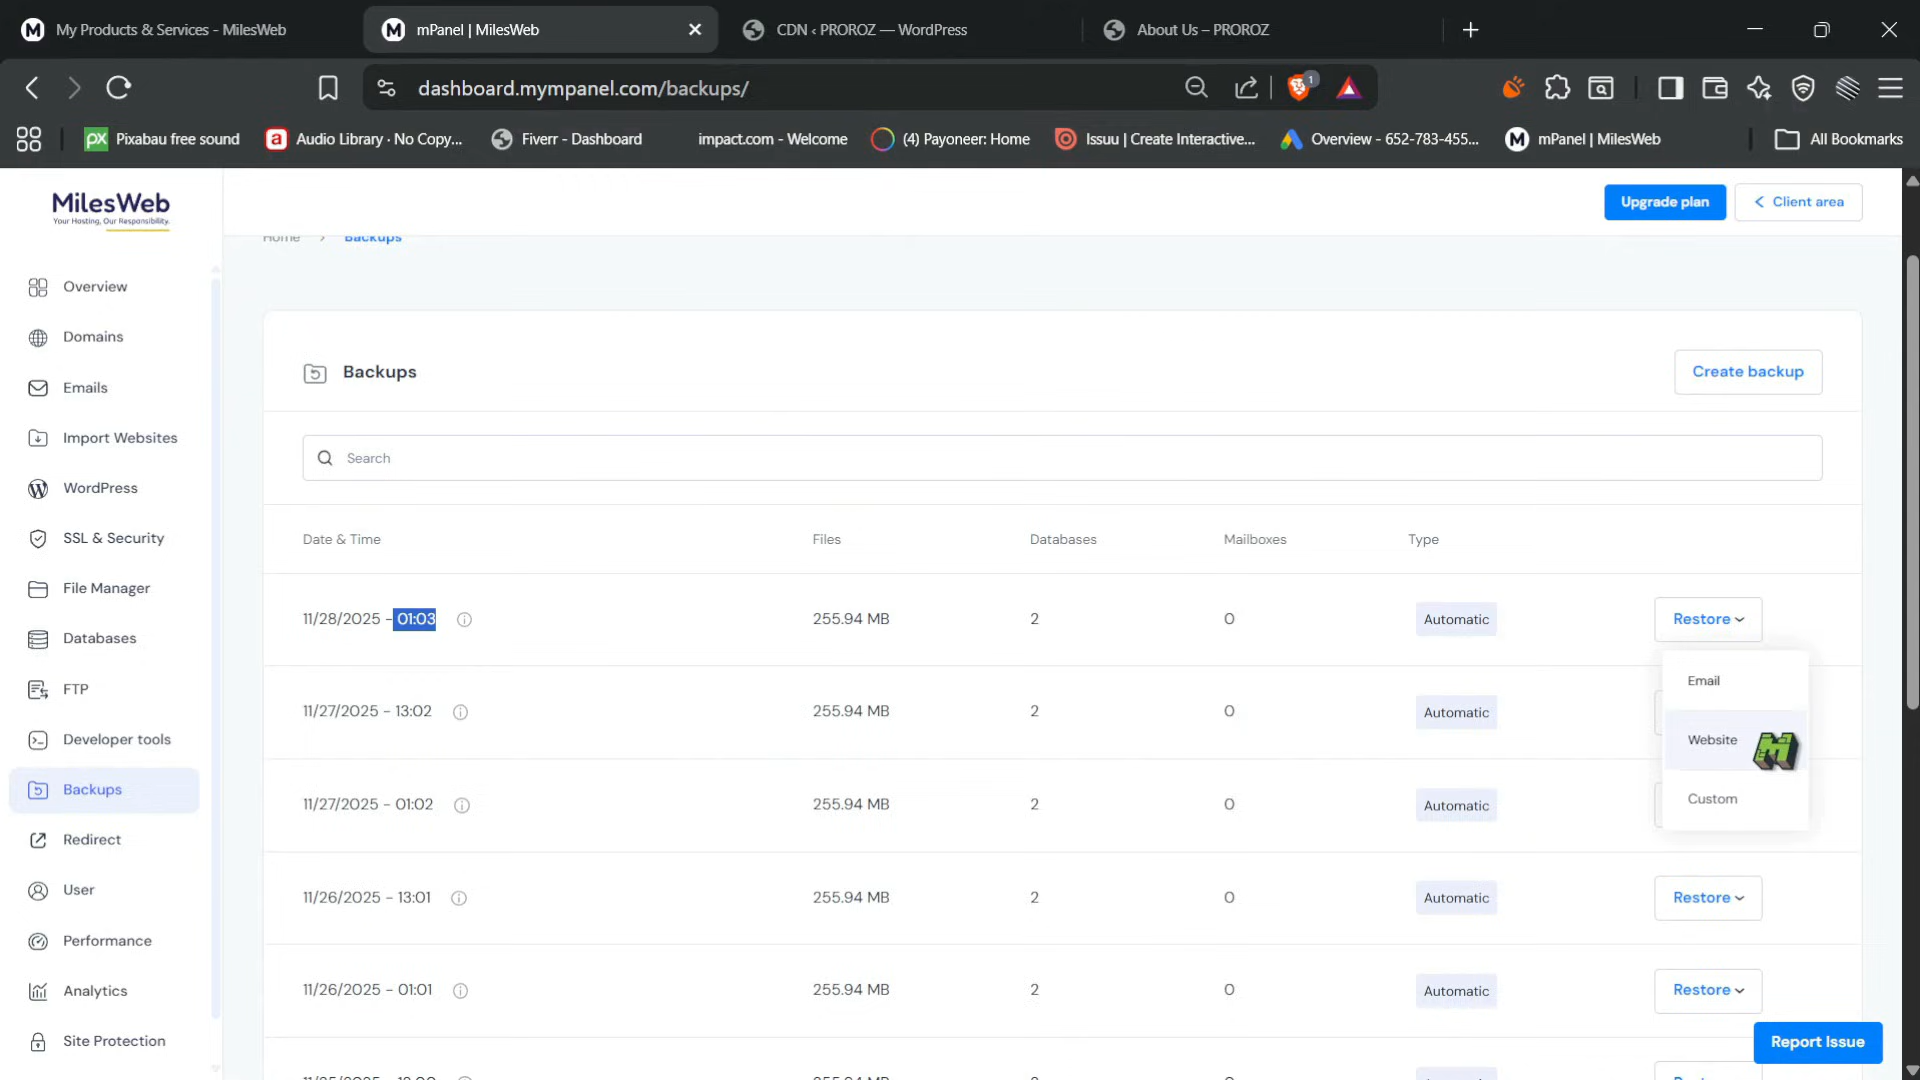 My Products & Services - MilesWeb
mPanel | MilesWeb
CDN ‹ PROROZ — WordPress
About Us – PROROZ
dashboard.mympanel.com/backups/
1
px Pixabau free sound
a Audio Library · No Copy...
Fiverr - Dashboard
impact.com - Welcome
(4) Payoneer: Home
Issuu | Create Interactive...
Overview - 652-783-455...
mPanel | MilesWeb
All Bookmarks
MilesWeb
Your Hosting, Our Responsibility.
Upgrade plan
Client area
Home > Backups
Overview
Domains
Emails
Import Websites
WordPress
SSL & Security
File Manager
Databases
FTP
Developer tools
Backups
Redirect
User
Performance
Analytics
Site Protection
Backups
Create backup
Search
Date & Time Files Databases Mailboxes Type
11/28/2025 - 01:03 255.94 MB 2 0 Automatic Restore
Email
Website
Custom
11/27/2025 - 13:02 255.94 MB 2 0 Automatic
11/27/2025 - 01:02 255.94 MB 2 0 Automatic
11/26/2025 - 13:01 255.94 MB 2 0 Automatic Restore
11/26/2025 - 01:01 255.94 MB 2 0 Automatic Restore
Report Issue